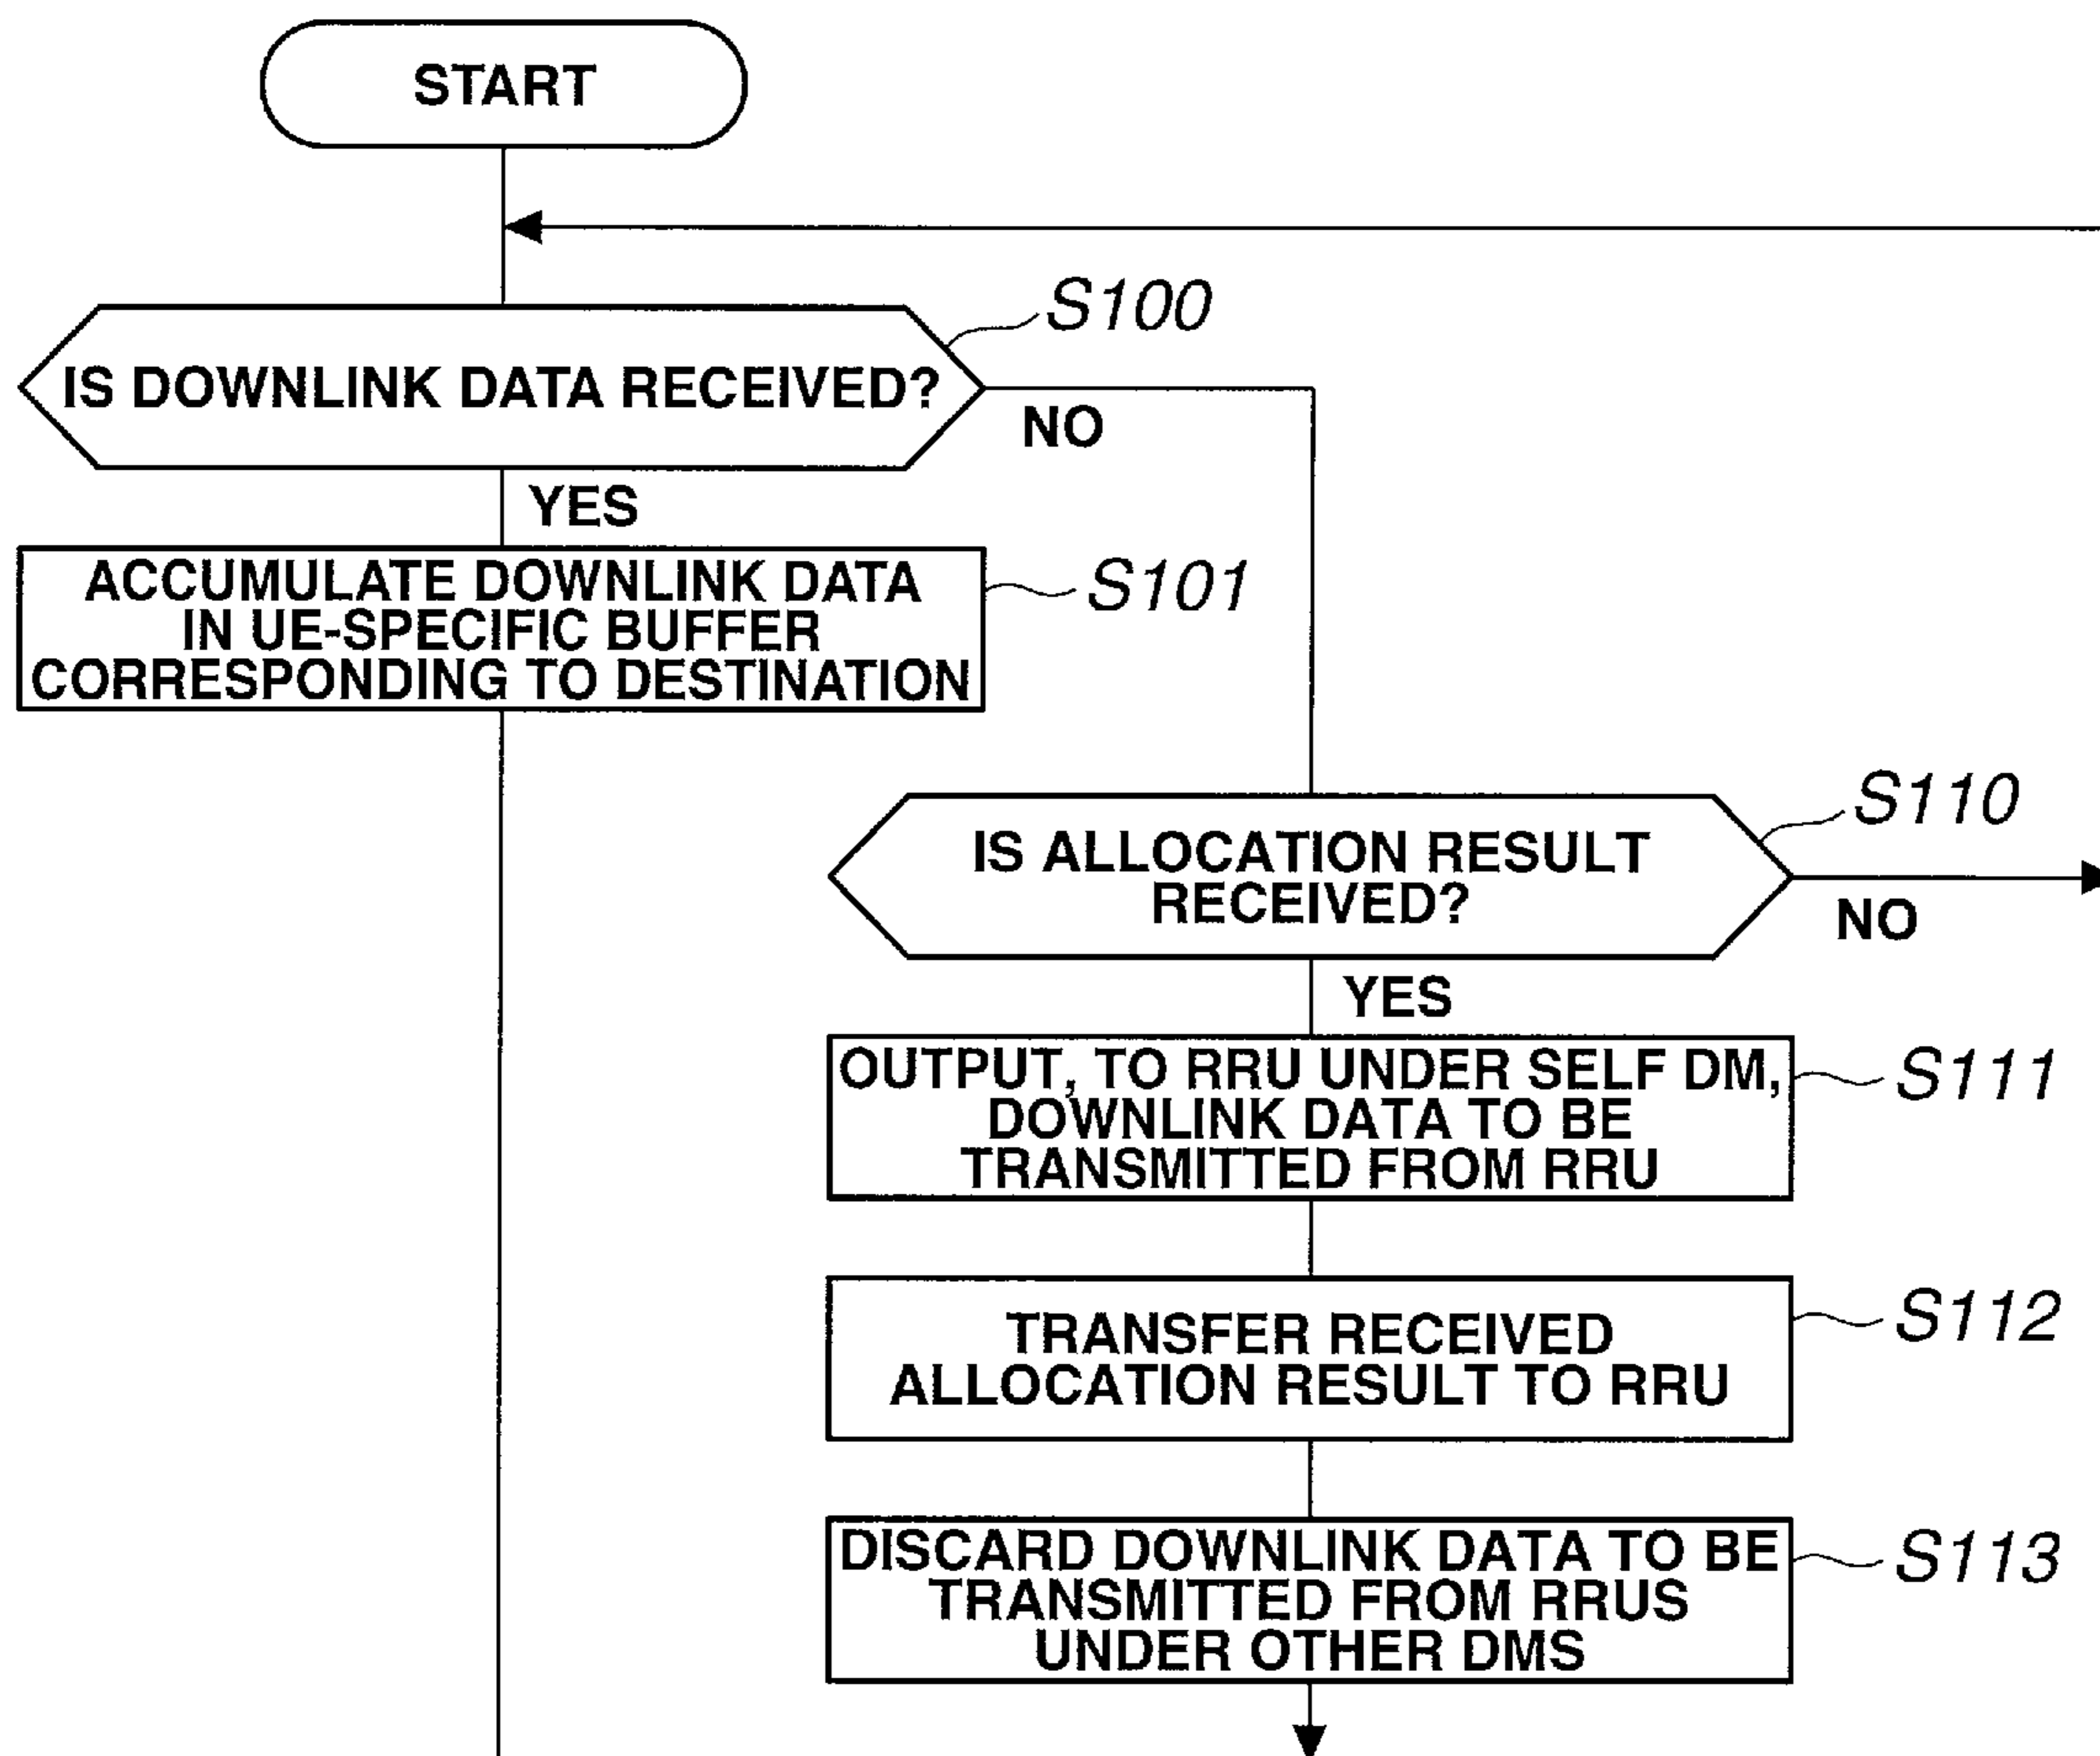 START
S100
IS DOWNLINK DATA RECEIVED?
NO
YES
ACCUMULATE DOWNLINK DATA
IN UE-SPECIFIC BUFFER
CORRESPONDING TO DESTINATION
S101
S110
IS ALLOCATION RESULT
RECEIVED?
NO
YES
OUTPUT, TO RRU UNDER SELF DM,
DOWNLINK DATA TO BE
TRANSMITTED FROM RRU
S111
TRANSFER RECEIVED
ALLOCATION RESULT TO RRU
S112
DISCARD DOWNLINK DATA TO BE
TRANSMITTED FROM RRUS
UNDER OTHER DMS
S113